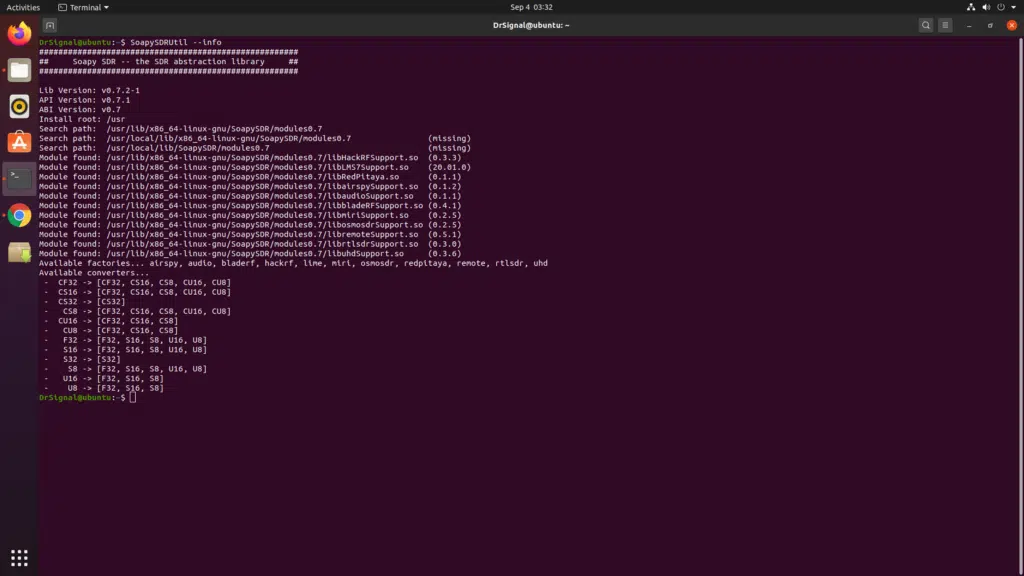 Activities Terminal Sep 4 03:32
DrSignal@ubuntu: ~
DrSignal@ubuntu:~$ SoapySDRUtil --info
######################################################
##     Soapy SDR -- the SDR abstraction library     ##
######################################################
Lib Version: v0.7.2-1
API Version: v0.7.1
ABI Version: v0.7
Install root: /usr
Search path:  /usr/lib/x86_64-linux-gnu/SoapySDR/modules0.7
Search path:  /usr/local/lib/x86_64-linux-gnu/SoapySDR/modules0.7                (missing)
Search path:  /usr/local/lib/SoapySDR/modules0.7                                 (missing)
Module found: /usr/lib/x86_64-linux-gnu/SoapySDR/modules0.7/libHackRFSupport.so  (0.3.3)
Module found: /usr/lib/x86_64-linux-gnu/SoapySDR/modules0.7/libLMS7Support.so    (20.01.0)
Module found: /usr/lib/x86_64-linux-gnu/SoapySDR/modules0.7/libRedPitaya.so      (0.1.1)
Module found: /usr/lib/x86_64-linux-gnu/SoapySDR/modules0.7/libairspySupport.so  (0.1.2)
Module found: /usr/lib/x86_64-linux-gnu/SoapySDR/modules0.7/libaudioSupport.so   (0.1.1)
Module found: /usr/lib/x86_64-linux-gnu/SoapySDR/modules0.7/libbladeRFSupport.so (0.4.1)
Module found: /usr/lib/x86_64-linux-gnu/SoapySDR/modules0.7/libmiriSupport.so    (0.2.5)
Module found: /usr/lib/x86_64-linux-gnu/SoapySDR/modules0.7/libosmosdrSupport.so (0.2.5)
Module found: /usr/lib/x86_64-linux-gnu/SoapySDR/modules0.7/libremoteSupport.so  (0.5.1)
Module found: /usr/lib/x86_64-linux-gnu/SoapySDR/modules0.7/librtlsdrSupport.so  (0.3.0)
Module found: /usr/lib/x86_64-linux-gnu/SoapySDR/modules0.7/libuhdSupport.so     (0.3.6)
Available factories... airspy, audio, bladerf, hackrf, lime, miri, osmosdr, redpitaya, remote, rtlsdr, uhd
Available converters...
 -  CF32 -> [CF32, CS16, CS8, CU16, CU8]
 -  CS16 -> [CF32, CS16, CS8, CU16, CU8]
 -  CS32 -> [CS32]
 -   CS8 -> [CF32, CS16, CS8, CU16, CU8]
 -  CU16 -> [CF32, CS16, CS8]
 -   CU8 -> [CF32, CS16, CS8]
 -   F32 -> [F32, S16, S8, U16, U8]
 -   S16 -> [F32, S16, S8, U16, U8]
 -   S32 -> [S32]
 -    S8 -> [F32, S16, S8, U16, U8]
 -   U16 -> [F32, S16, S8]
 -    U8 -> [F32, S16, S8]
DrSignal@ubuntu:~$